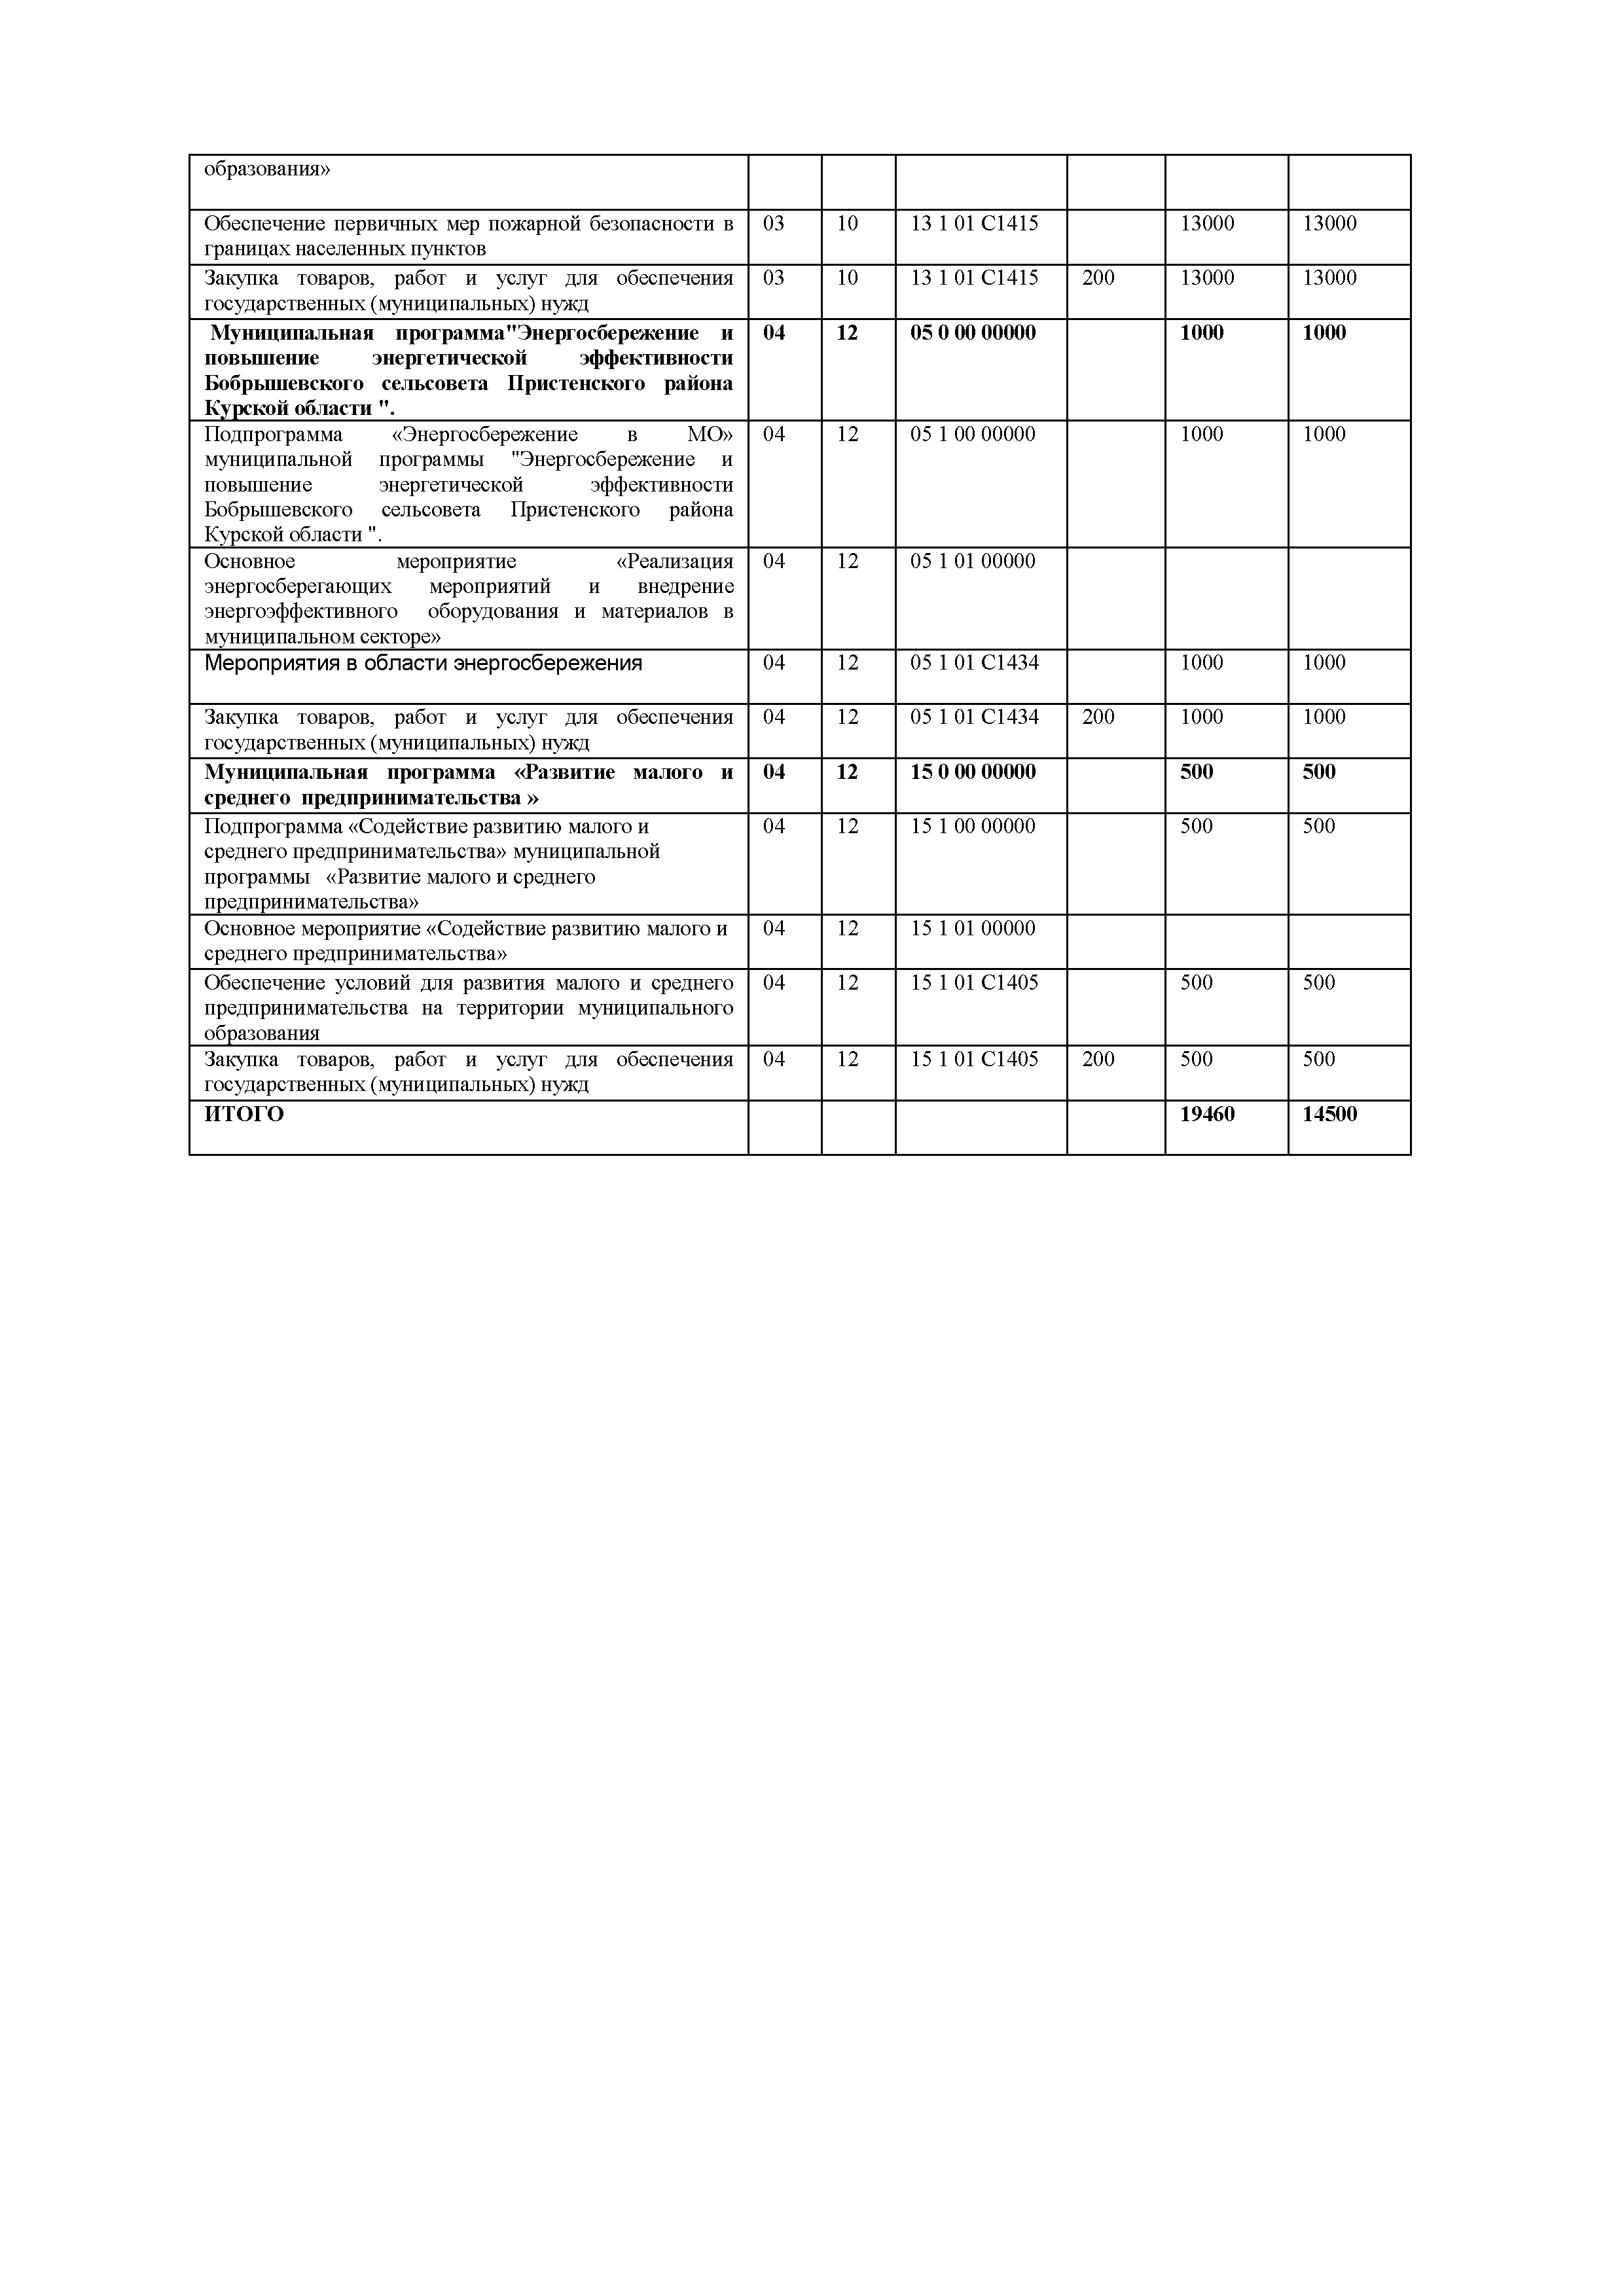 образования»
Обеспечение первичных мер пожарной безопасности в 03 10 13 1 01 С1415 13000 13000
границах населенных пунктов
Закупка товаров, работ и услуг для обеспечения 03 10 13 1 01 С1415 200 13000 13000
государственных (муниципальных) нужд
Муниципальная программа"Энергосбережение и 04 12 05 0 00 00000 1000 1000
повышение энергетической эффективности
Бобрышевского сельсовета Пристенского района
Курской области ".
Подпрограмма «Энергосбережение в МО» 04 12 05 1 00 00000 1000 1000
муниципальной программы "Энергосбережение и
повышение энергетической эффективности
Бобрышевского сельсовета Пристенского района
Курской области ".
Основное мероприятие «Реализация 04 12 05 1 01 00000
энергосберегающих мероприятий и внедрение
энергоэффективного оборудования и материалов в
муниципальном секторе»
Мероприятия в области энергосбережения 04 12 05 1 01 С1434 1000 1000
Закупка товаров, работ и услуг для обеспечения 04 12 05 1 01 С1434 200 1000 1000
государственных (муниципальных) нужд
Муниципальная программа «Развитие малого и 04 12 15 0 00 00000 500 500
среднего предпринимательства »
Подпрограмма «Содействие развитию малого и 04 12 15 1 00 00000 500 500
среднего предпринимательства» муниципальной
программы «Развитие малого и среднего
предпринимательства»
Основное мероприятие «Содействие развитию малого и 04 12 15 1 01 00000
среднего предпринимательства»
Обеспечение условий для развития малого и среднего 04 12 15 1 01 С1405 500 500
предпринимательства на территории муниципального
образования
Закупка товаров, работ и услуг для обеспечения 04 12 15 1 01 С1405 200 500 500
государственных (муниципальных) нужд
ИТОГО 19460 14500